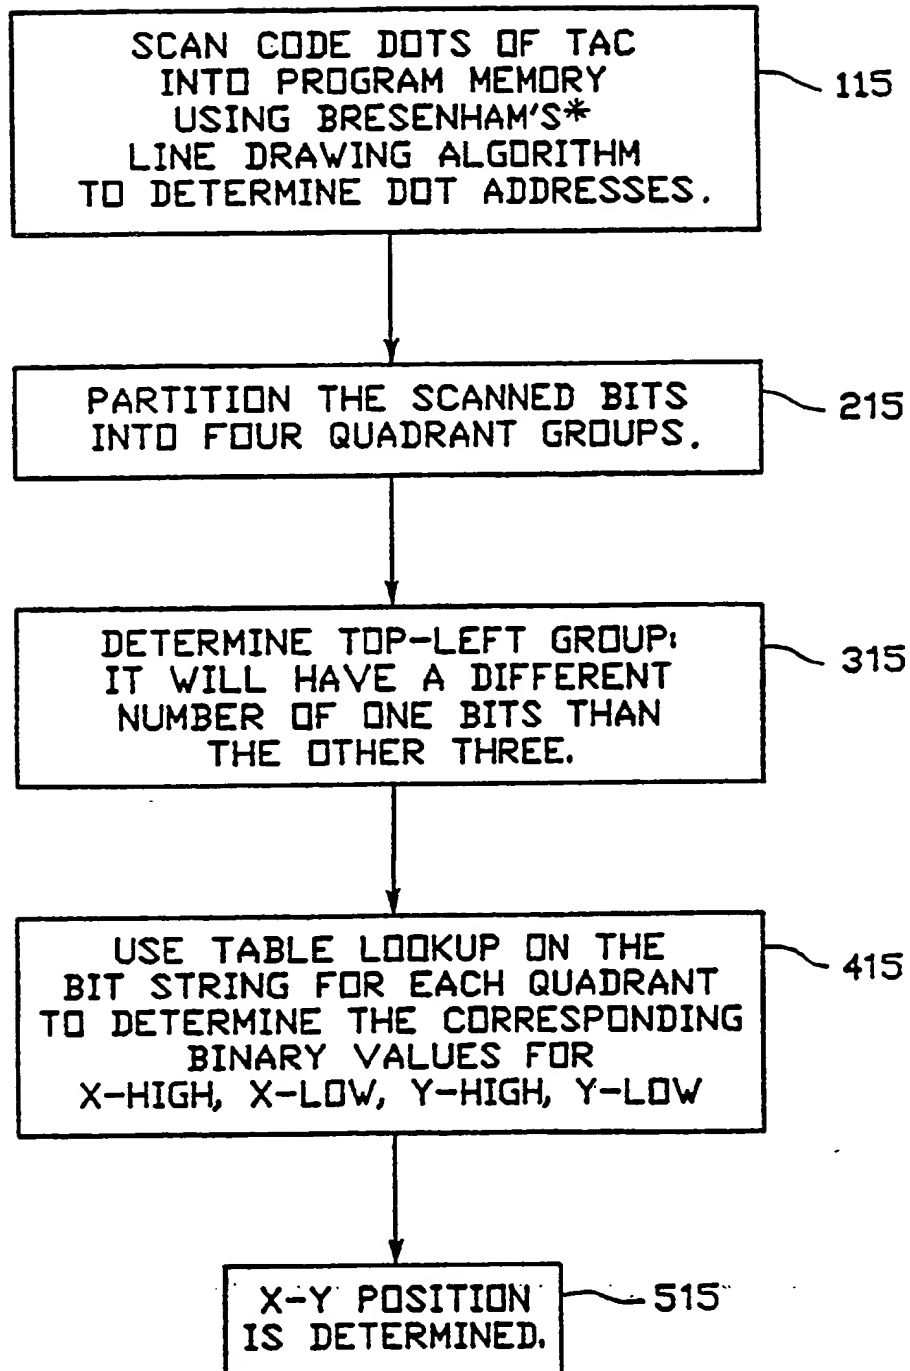 SCAN CODE DOTS OF TAC
INTO PROGRAM MEMORY
USING BRESENHAM'S*
LINE DRAWING ALGORITHM
TO DETERMINE DOT ADDRESSES.
115
PARTITION THE SCANNED BITS
INTO FOUR QUADRANT GROUPS.
215
DETERMINE TOP-LEFT GROUP:
IT WILL HAVE A DIFFERENT
NUMBER OF ONE BITS THAN
THE OTHER THREE.
315
USE TABLE LOOKUP ON THE
BIT STRING FOR EACH QUADRANT
TO DETERMINE THE CORRESPONDING
BINARY VALUES FOR
X-HIGH, X-LOW, Y-HIGH, Y-LOW
415
X-Y POSITION
IS DETERMINED.
515